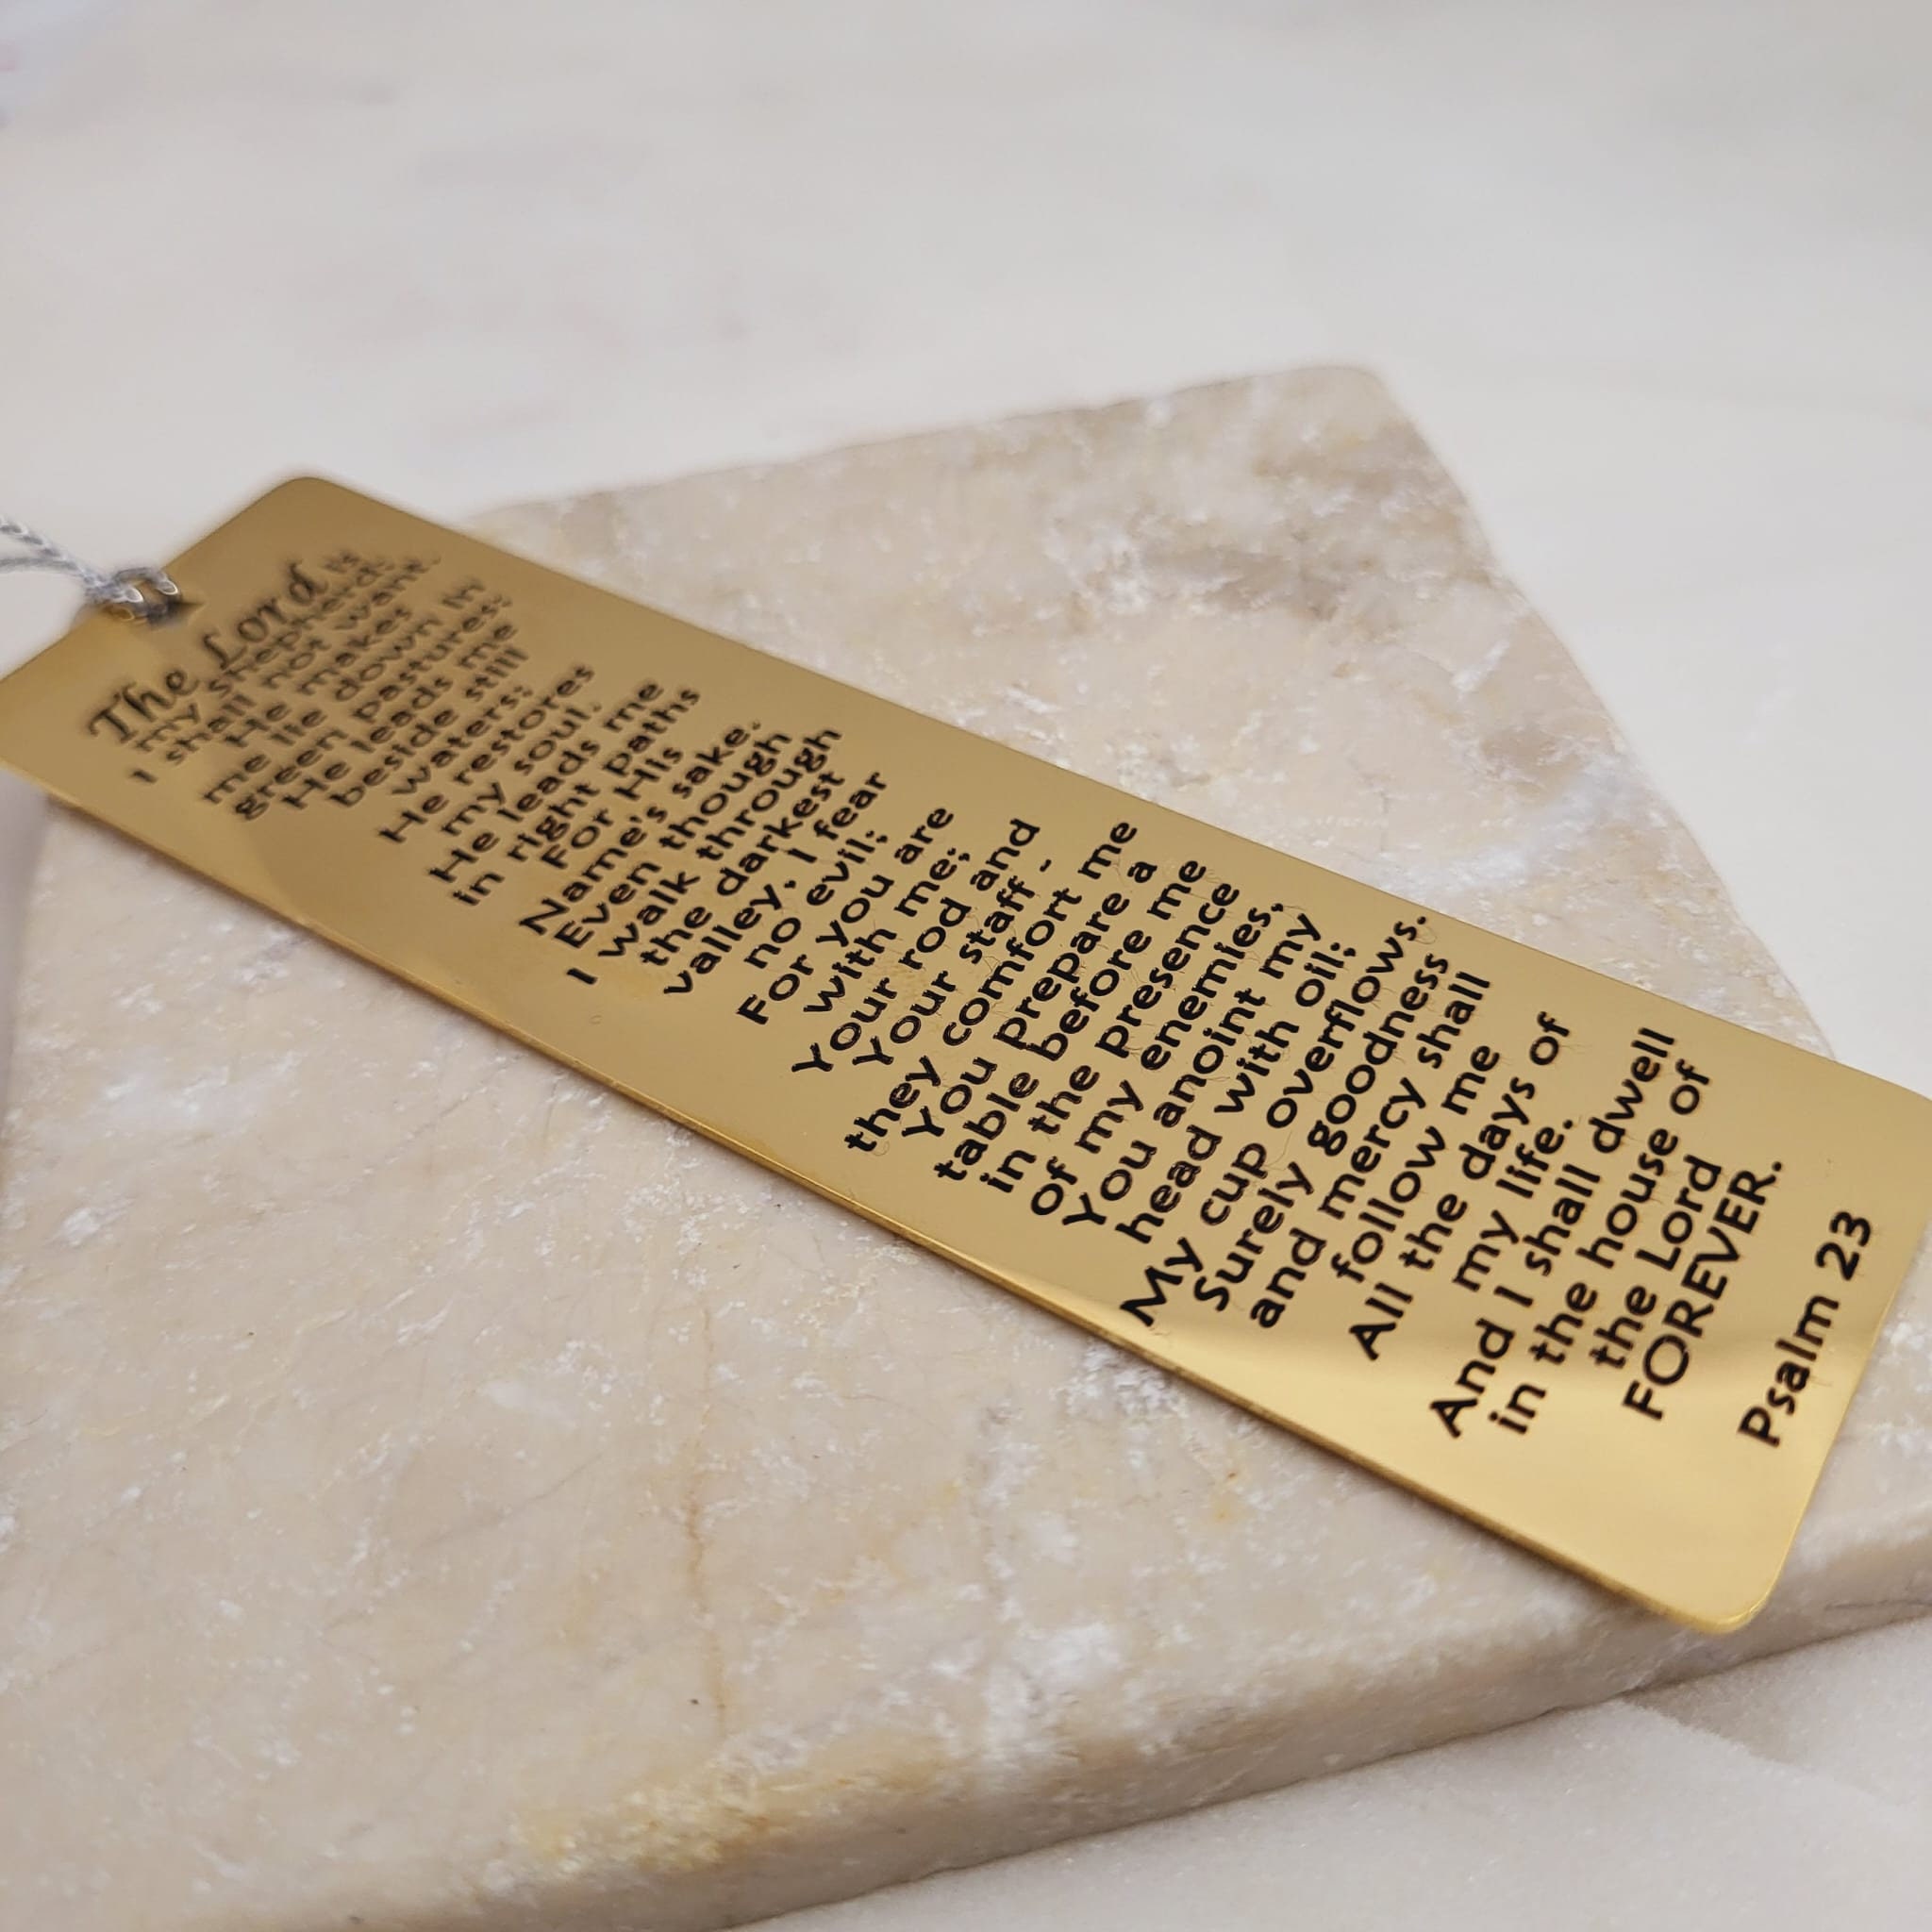 The Lord is
my shepherd;
I shall not want.
He makes
me lie down in
green pastures;
He leads me
beside still
waters;
He restores
my soul.
He leads me
in right paths
For His
Name's sake.
Even though
I walk through
the darkest
valley, I fear
no evil;
For you are
with me;
Your rod and
Your staff -
they comfort me
You prepare a
table before me
in the presence
of my enemies,
You anoint my
head with oil;
My cup overflows.
Surely goodness
and mercy shall
follow me
All the days of
my life.
And I shall dwell
in the house of
the Lord
FOREVER.
Psalm 23